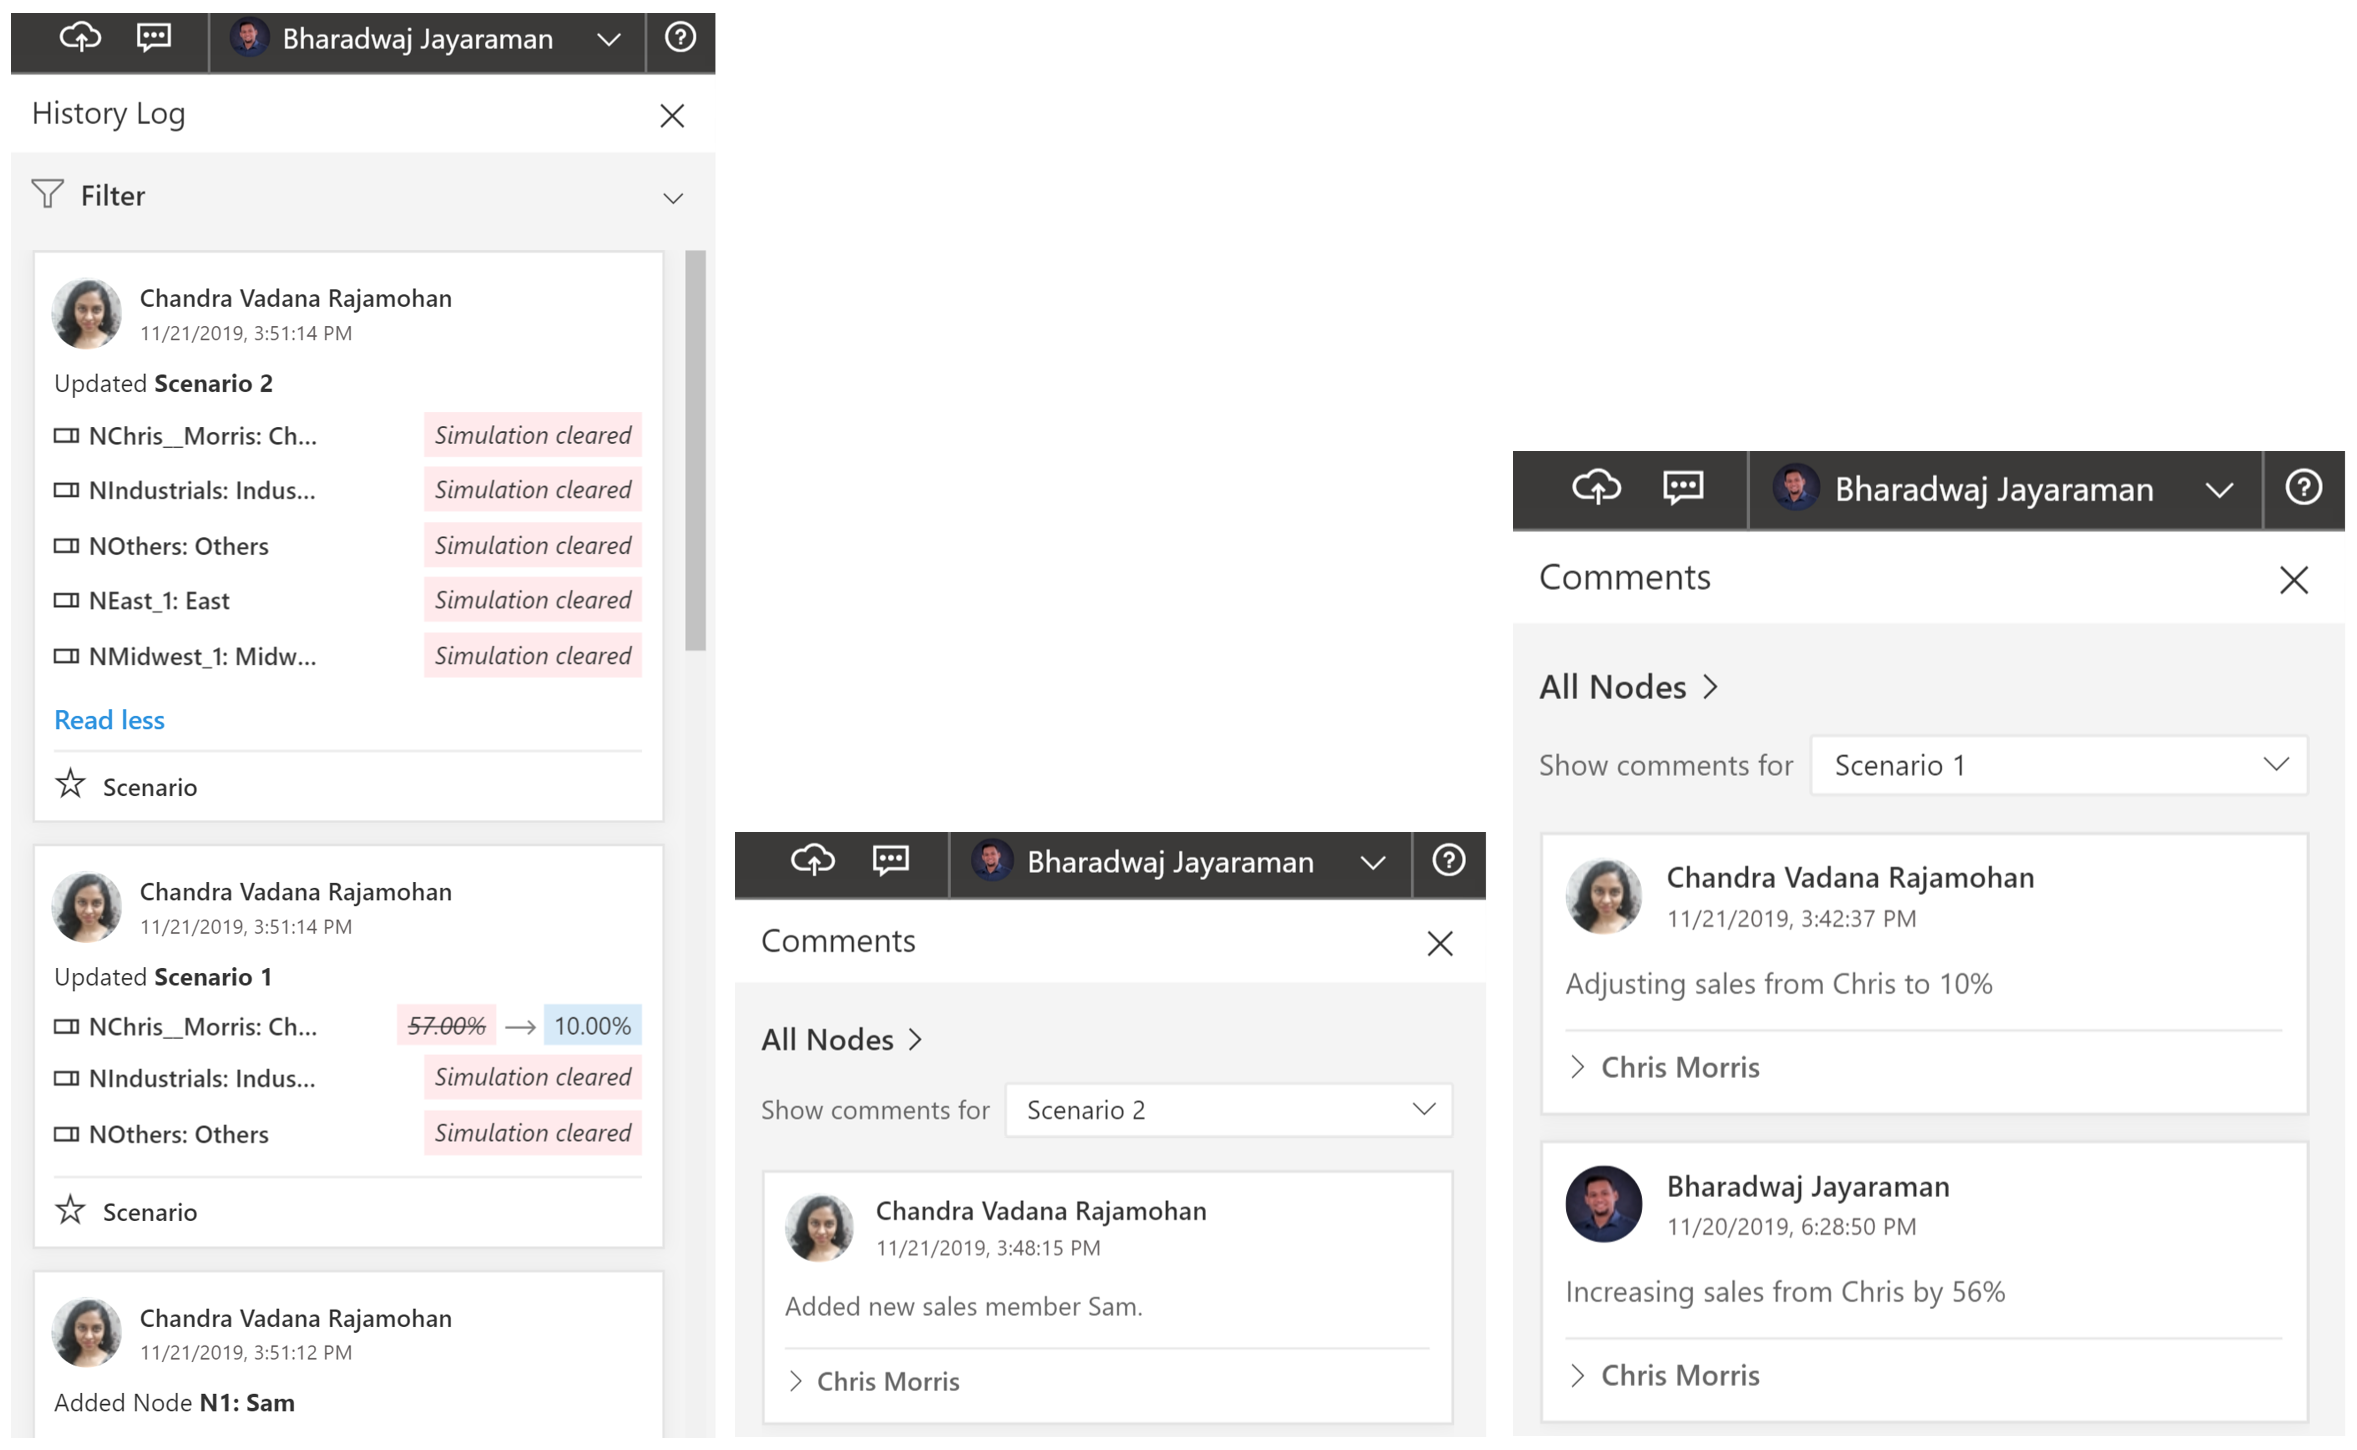 Bharadwaj Jayaraman
History Log
Filter
Chandra Vadana Rajamohan
11/21/2019, 3:51:14 PM
Updated Scenario 2
NChris__Morris: Ch... Simulation cleared
NIndustrials: Indus... Simulation cleared
NOthers: Others Simulation cleared
NEast_1: East Simulation cleared
NMidwest_1: Midw... Simulation cleared
Read less
Scenario
Chandra Vadana Rajamohan
11/21/2019, 3:51:14 PM
Updated Scenario 1
NChris__Morris: Ch... 57.00% → 10.00%
NIndustrials: Indus... Simulation cleared
NOthers: Others Simulation cleared
Scenario
Chandra Vadana Rajamohan
11/21/2019, 3:51:12 PM
Added Node N1: Sam
Bharadwaj Jayaraman
Comments
All Nodes >
Show comments for Scenario 2
Chandra Vadana Rajamohan
11/21/2019, 3:48:15 PM
Added new sales member Sam.
> Chris Morris
Bharadwaj Jayaraman
Comments
All Nodes >
Show comments for Scenario 1
Chandra Vadana Rajamohan
11/21/2019, 3:42:37 PM
Adjusting sales from Chris to 10%
> Chris Morris
Bharadwaj Jayaraman
11/20/2019, 6:28:50 PM
Increasing sales from Chris by 56%
> Chris Morris